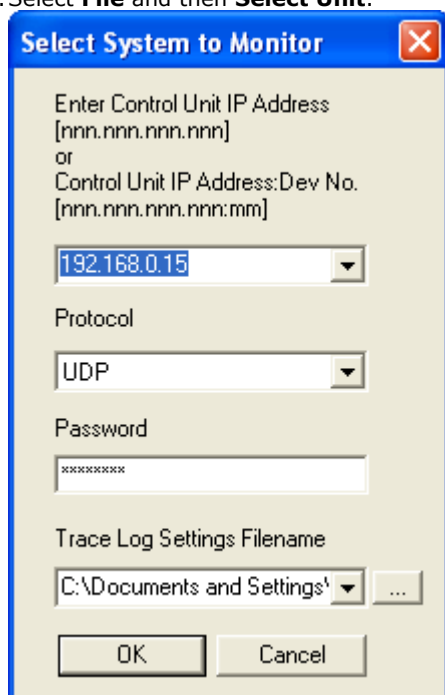 . Select File and then Select Unit.
Select System to Monitor
Enter Control Unit IP Address
[nnn.nnn.nnn.nnn]
or
Control Unit IP Address:Dev No.
[nnn.nnn.nnn.nnn:mm]
192.168.0.15
Protocol
UDP
Password
xxxxxxxx
Trace Log Settings Filename
C:\Documents and Settings\
...
OK
Cancel